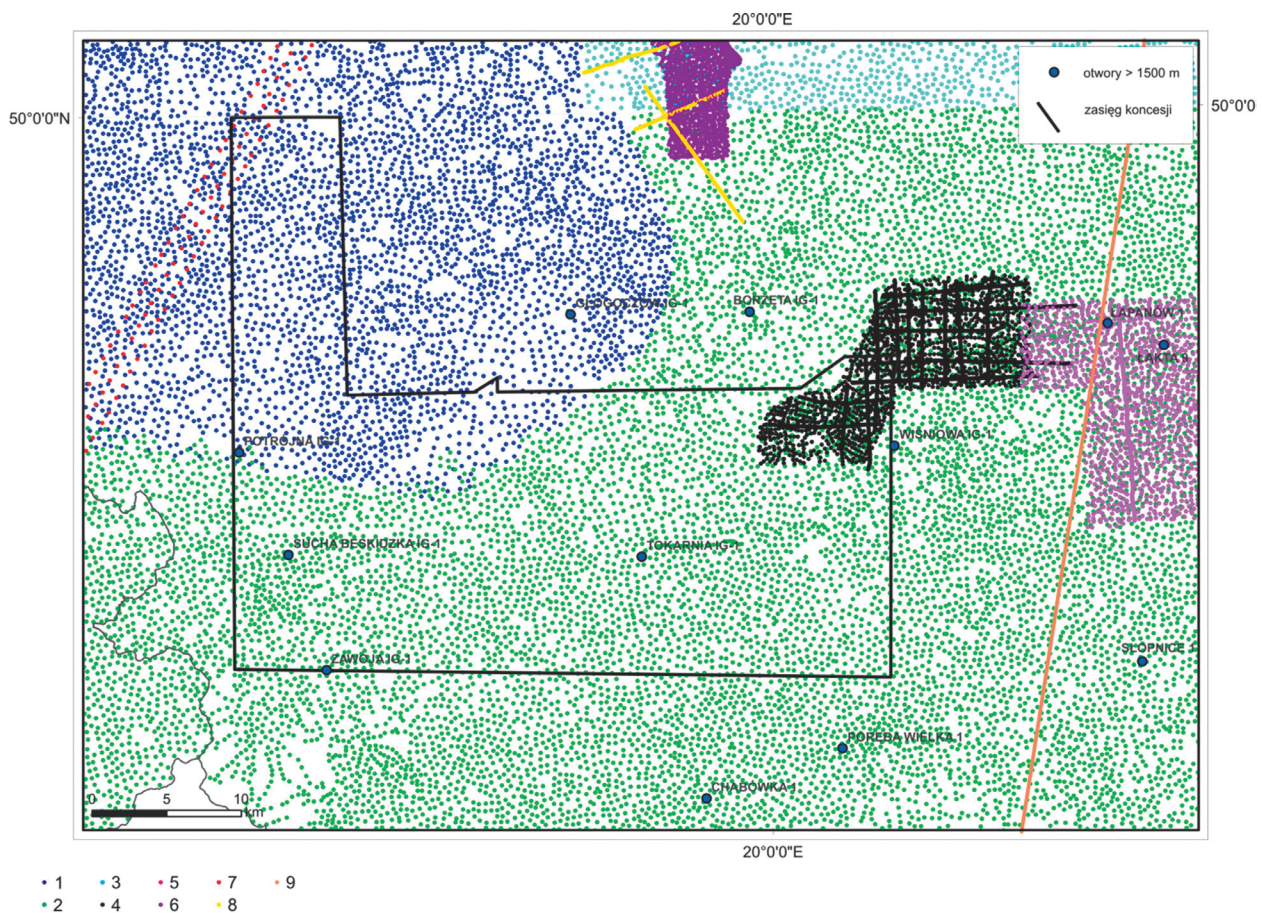 20°0'0"E
otwory > 1500 m
zasięg koncesji
50°0'0"N
50°0'0
GŁOGOCZÓW IG-1
BORZĘTA IG-1
ŁAPANÓW 1
ŁĄKTA 1
POTRÓJNA IG-1
WIŚNIOWA IG-1
SUCHA BESKIDZKA IG-1
TOKARNIA IG-1
ZAWOJA IG-1
SŁOPNICE 1
PORĘBA WIELKA 1
CHABÓWKA 1
0 5 10
km
20°0'0"E
1 3 5 7 9
2 4 6 8